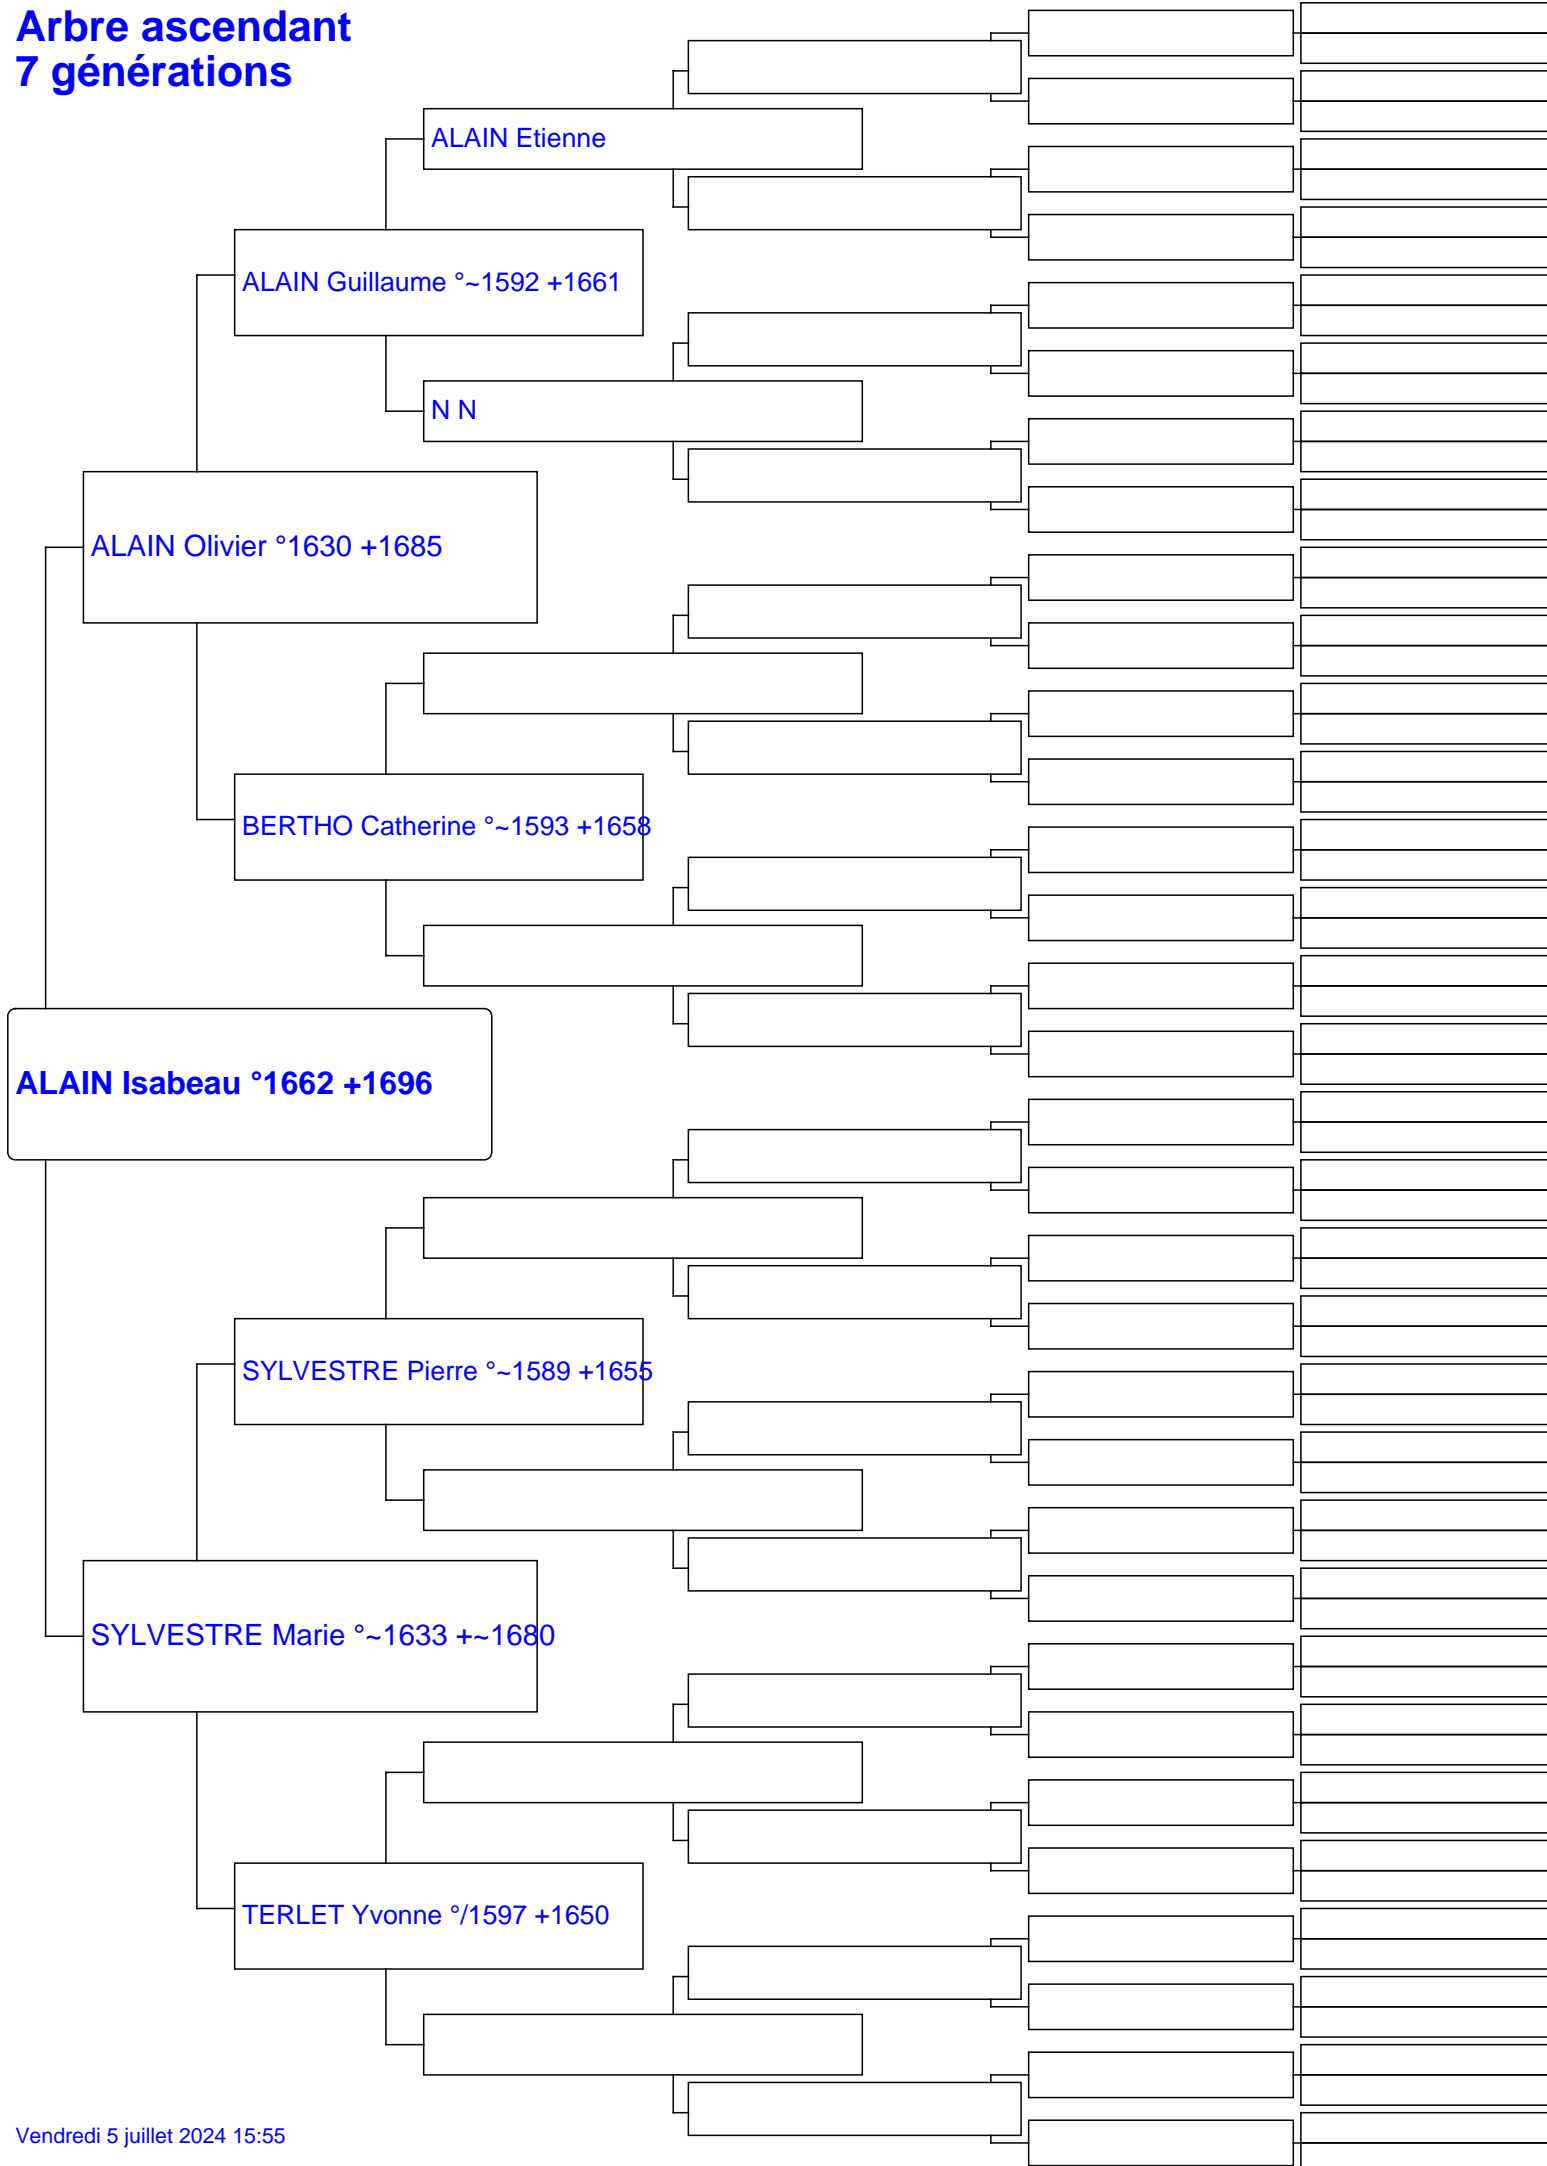 Arbre ascendant
7 générations
ALAIN Etienne
ALAIN Guillaume °~1592 +1661
N N
ALAIN Olivier °1630 +1685
BERTHO Catherine °~1593 +1658
ALAIN Isabeau °1662 +1696
SYLVESTRE Pierre °~1589 +1655
SYLVESTRE Marie °~1633 +~1680
TERLET Yvonne °/1597 +1650
Vendredi 5 juillet 2024 15:55